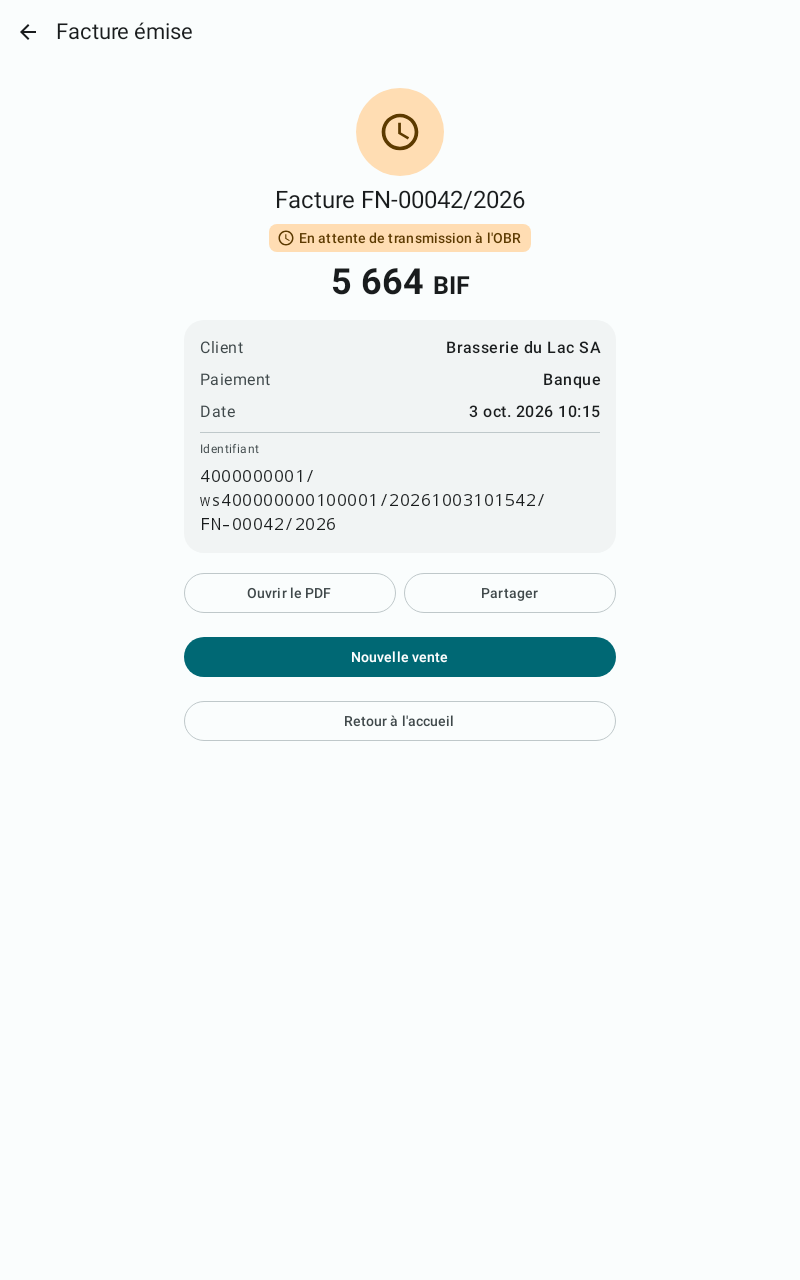 Facture émise
Facture FN-00042/2026
En attente de transmission à l'OBR
5 664 BIF
Client Brasserie du Lac SA
Paiement Banque
Date 3 oct. 2026 10:15
Identifiant
4000000001/
ws400000000100001/20261003101542/
FN-00042/2026
Ouvrir le PDF Partager
Nouvelle vente
Retour à l'accueil